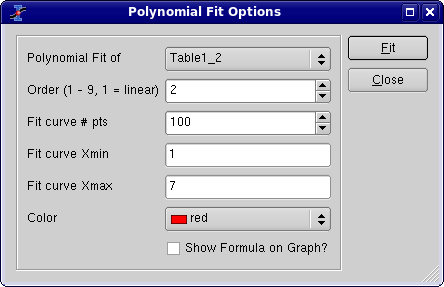 Polynomial Fit Options
Polynomial Fit of Table1_2
Fit
Order (1 - 9, 1 = linear) 2
Close
Fit curve # pts 100
Fit curve Xmin 1
Fit curve Xmax 7
Color red
Show Formula on Graph?